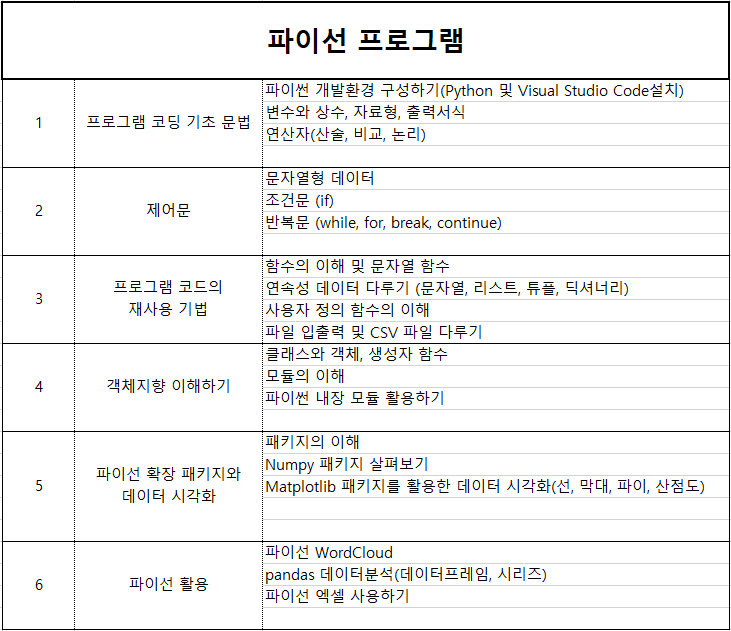 파이선 프로그램
1
프로그램 코딩 기초 문법
파이썬 개발환경 구성하기(Python 및 Visual Studio Code설치)
변수와 상수, 자료형, 출력서식
연산자(산술, 비교, 논리)
2
제어문
문자열형 데이터
조건문 (if)
반복문 (while, for, break, continue)
3
프로그램 코드의
재사용 기법
함수의 이해 및 문자열 함수
연속성 데이터 다루기 (문자열, 리스트, 튜플, 딕셔너리)
사용자 정의 함수의 이해
파일 입출력 및 CSV 파일 다루기
4
객체지향 이해하기
클래스와 객체, 생성자 함수
모듈의 이해
파이썬 내장 모듈 활용하기
5
파이선 확장 패키지와
데이터 시각화
패키지의 이해
Numpy 패키지 살펴보기
Matplotlib 패키지를 활용한 데이터 시각화(선, 막대, 파이, 산점도)
6
파이선 활용
파이선 WordCloud
pandas 데이터분석(데이터프레임, 시리즈)
파이선 엑셀 사용하기